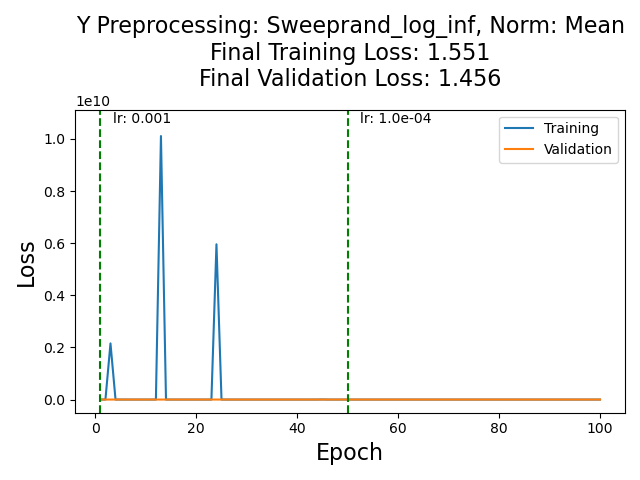 Y Preprocessing: Sweeprand_log_inf, Norm: Mean
Final Training Loss: 1.551
Final Validation Loss: 1.456
1e10
lr: 0.001
lr: 1.0e-04
Training
Validation
1.0
0.8
0.6
0.4
0.2
0.0
Loss
0
20
40
60
80
100
Epoch